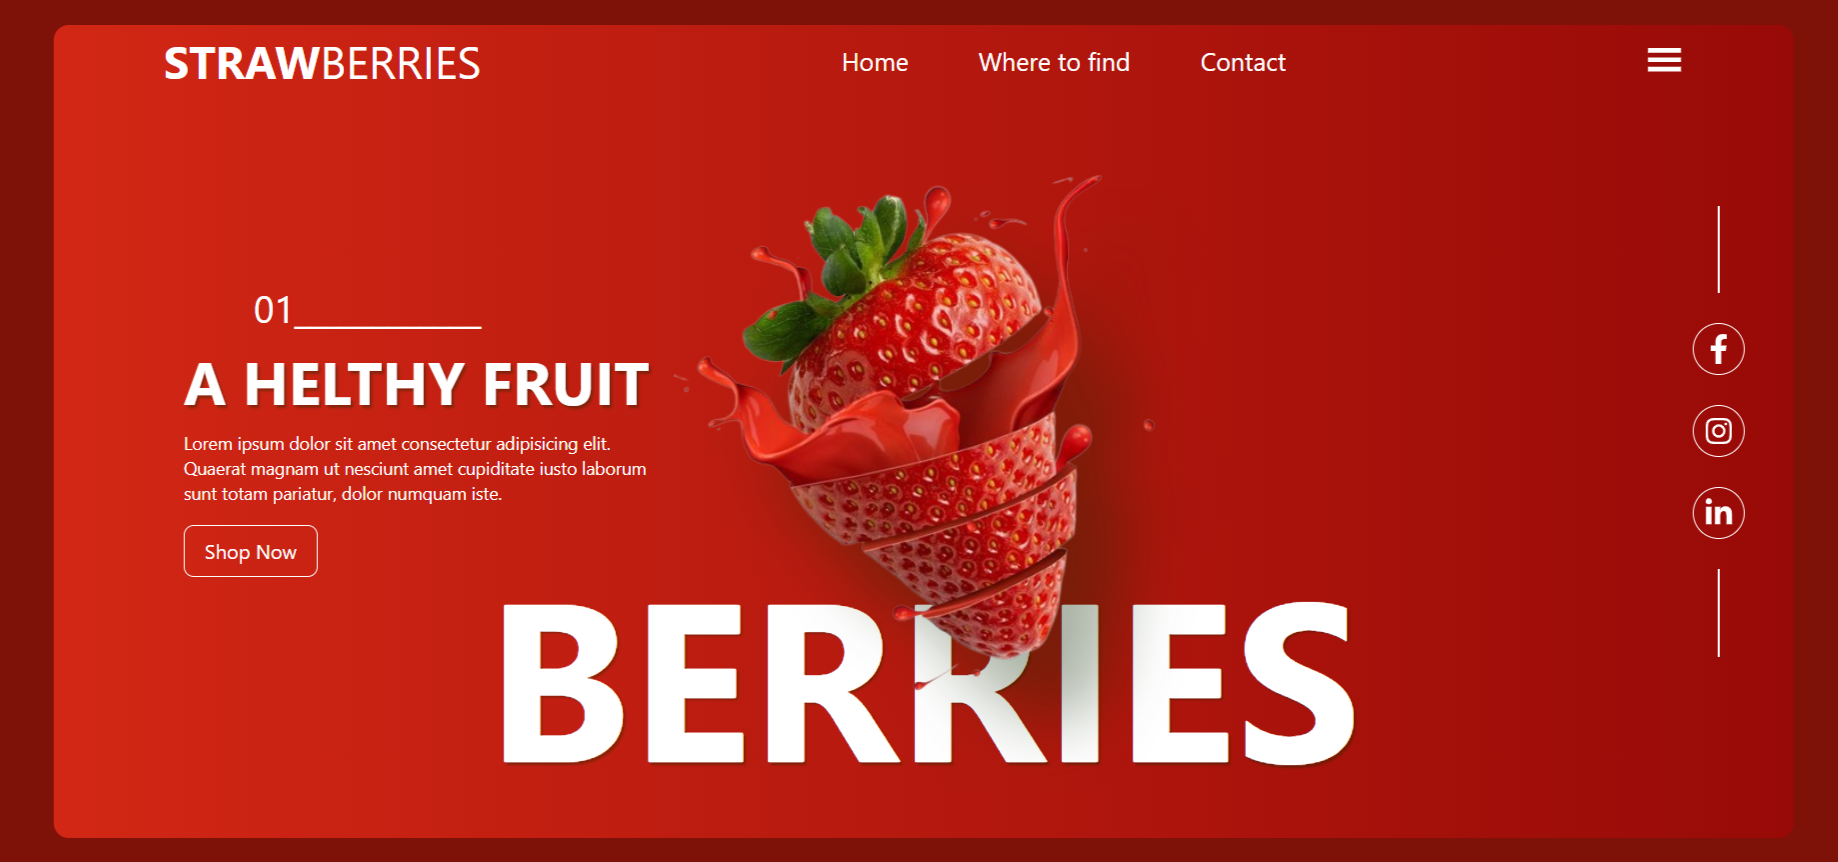 STRAWBERRIES
Home Where to find Contact
01____________
A HELTHY FRUIT
Lorem ipsum dolor sit amet consectetur adipisicing elit.
Quaerat magnam ut nesciunt amet cupiditate iusto laborum
sunt totam pariatur, dolor numquam iste.
Shop Now
BERRIES